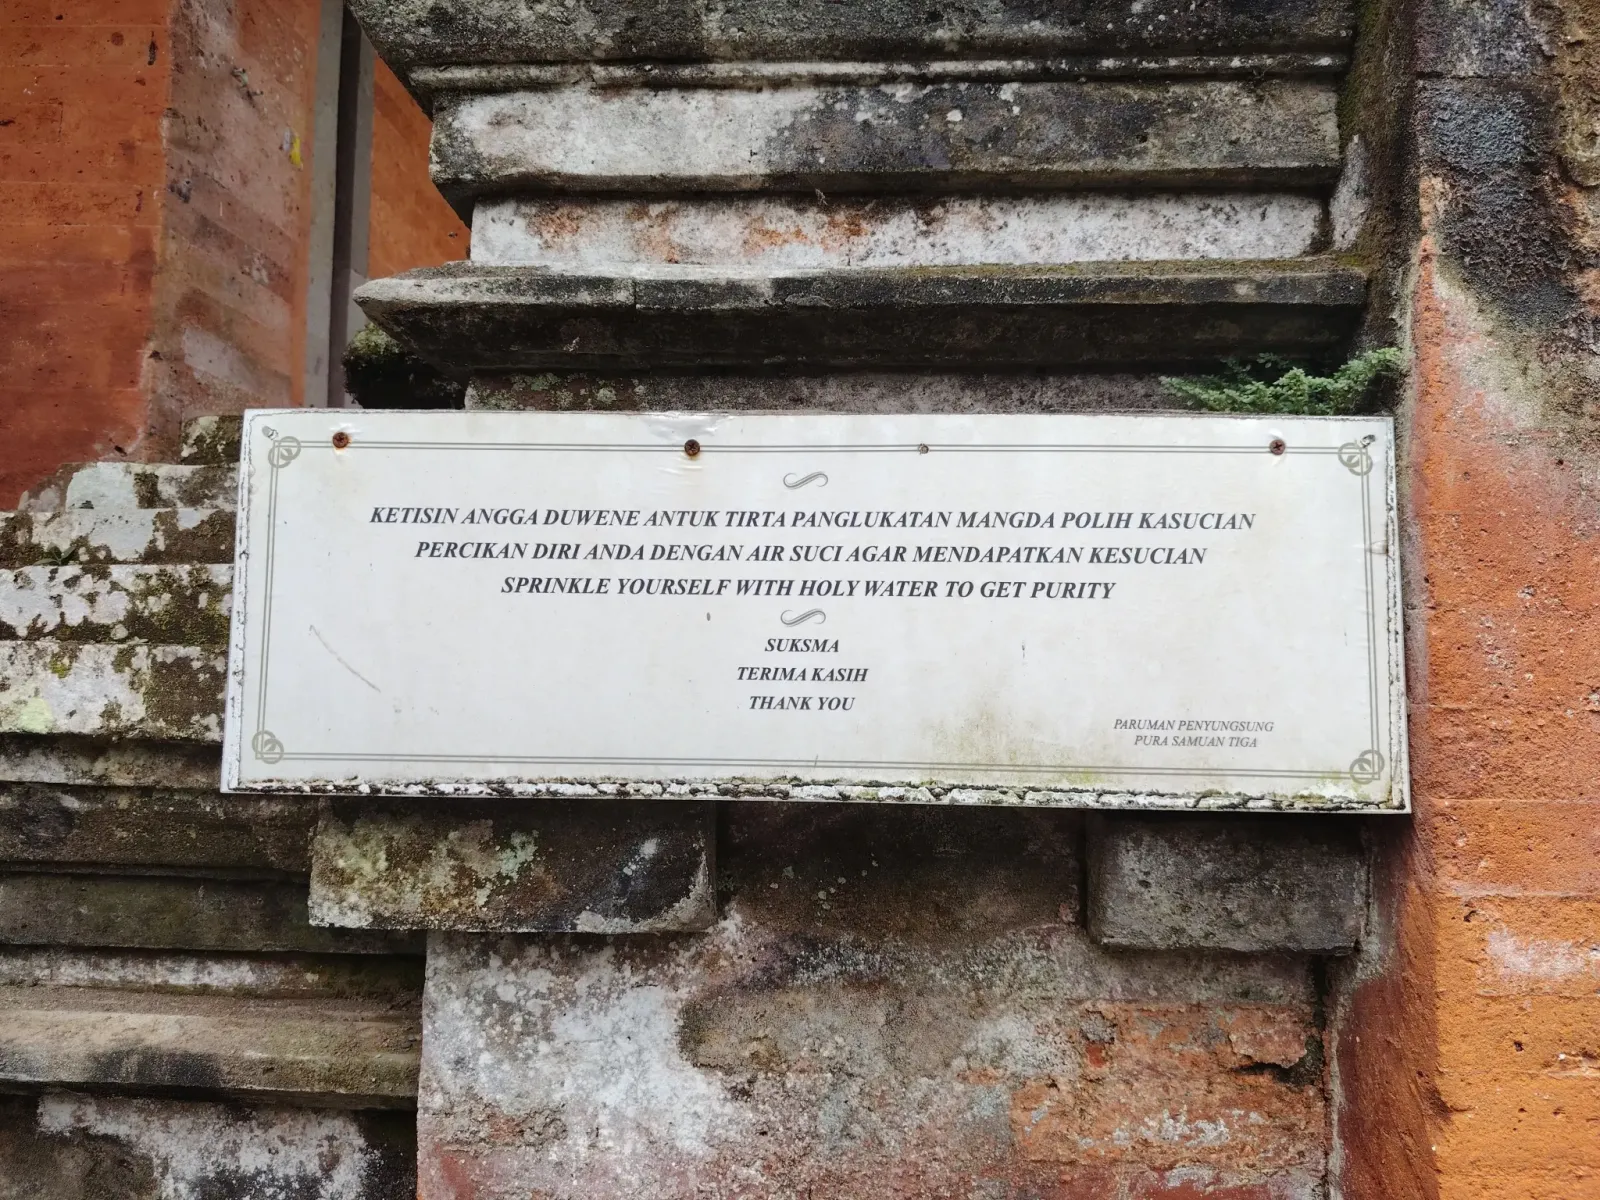 KETISIN ANGGA DUWENE ANTUK TIRTA PANGLUKATAN MANGDA POLIH KASUCIAN
PERCIKAN DIRI ANDA DENGAN AIR SUCI AGAR MENDAPATKAN KESUCIAN
SPRINKLE YOURSELF WITH HOLY WATER TO GET PURITY
SUKSMA
TERIMA KASIH
THANK YOU
PARUMAN PENYUNGSUNG
PURA SAMUAN TIGA